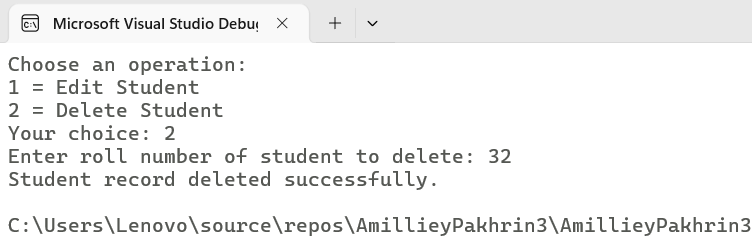 Microsoft Visual Studio Debu
Choose an operation:
1 = Edit Student
2 = Delete Student
Your choice: 2
Enter roll number of student to delete: 32
Student record deleted successfully.
C:\Users\Lenovo\source\repos\AmillieyPakhrin3\AmillieyPakhrin3